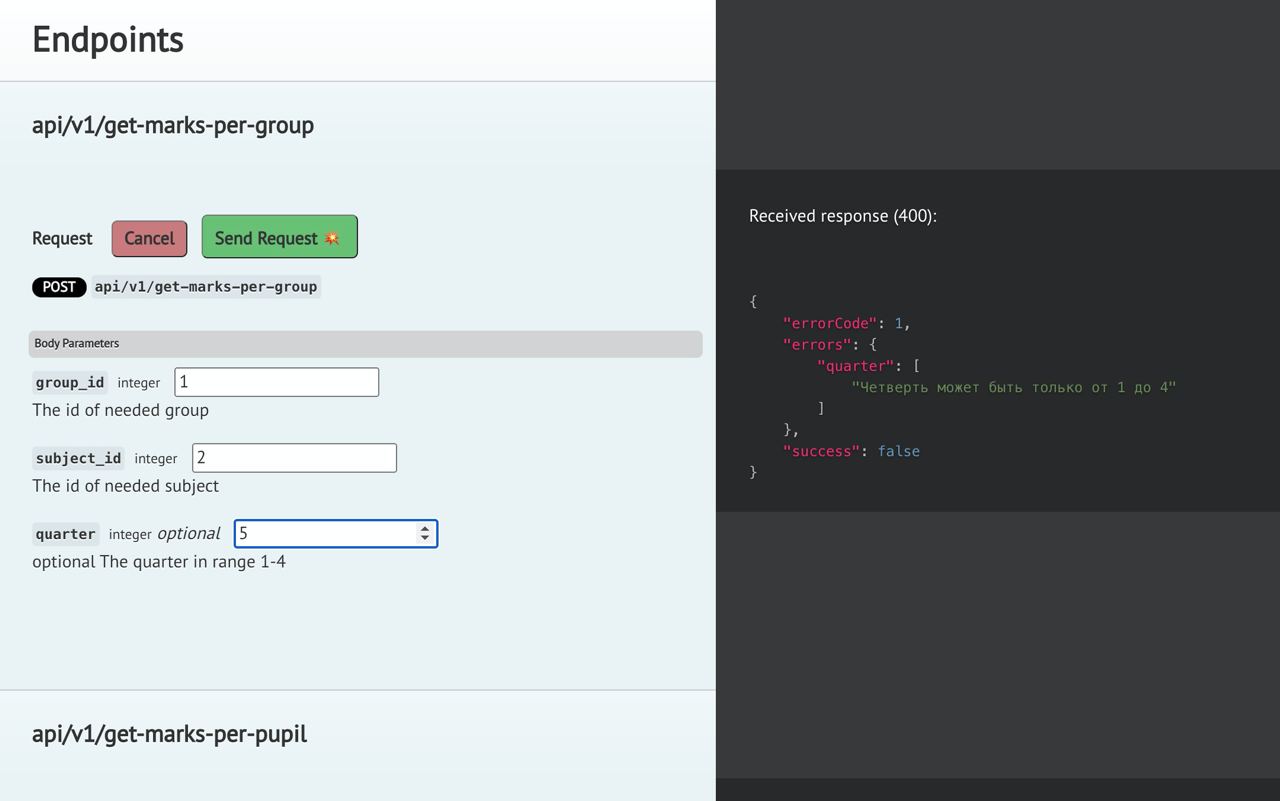 Endpoints
api/v1/get-marks-per-group
Request Cancel Send Request 💥
POST api/v1/get-marks-per-group
Body Parameters
group_id integer 1
The id of needed group
subject_id integer 2
The id of needed subject
quarter integer optional 5
optional The quarter in range 1-4
api/v1/get-marks-per-pupil
Received response (400):
{
"errorCode": 1,
"errors": {
"quarter": [
"Четверть может быть только от 1 до 4"
]
},
"success": false
}